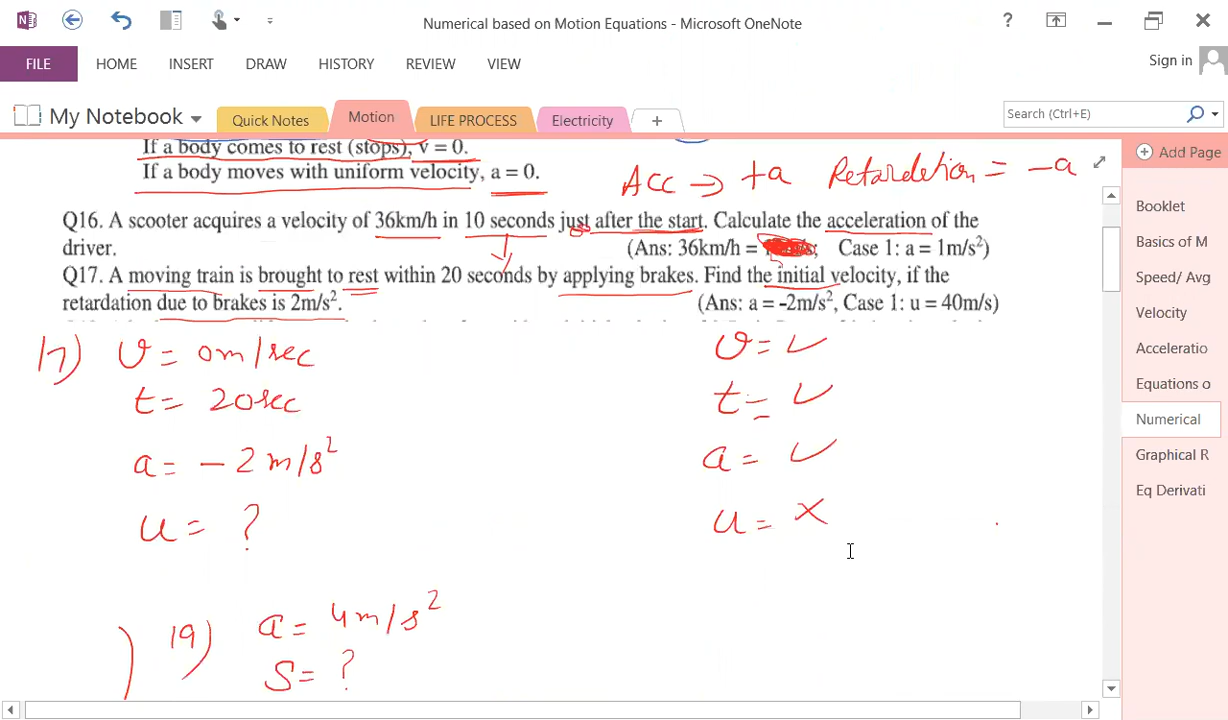 Numerical based on Motion Equations - Microsoft OneNote
FILE HOME INSERT DRAW HISTORY REVIEW VIEW Sign in
My Notebook Quick Notes Motion LIFE PROCESS Electricity + Search (Ctrl+E)
If a body comes to rest (stops), v = 0.
If a body moves with uniform velocity, a = 0.
Acc → +a Retardetion = -a
Q16. A scooter acquires a velocity of 36km/h in 10 seconds just after the start. Calculate the acceleration of the
driver. (Ans: 36km/h = ; Case 1: a = 1m/s²)
Q17. A moving train is brought to rest within 20 seconds by applying brakes. Find the initial velocity, if the
retardation due to brakes is 2m/s². (Ans: a = -2m/s², Case 1: u = 40m/s)
17) v = 0m/sec
t = 20sec
a = - 2 m/s²
u = ?
v = ✓
t = ✓
a = ✓
u = ×
19) a = 4m/s²
S = ?
Add Page
Booklet
Basics of M
Speed/ Avg
Velocity
Acceleratio
Equations o
Numerical
Graphical R
Eq Derivati